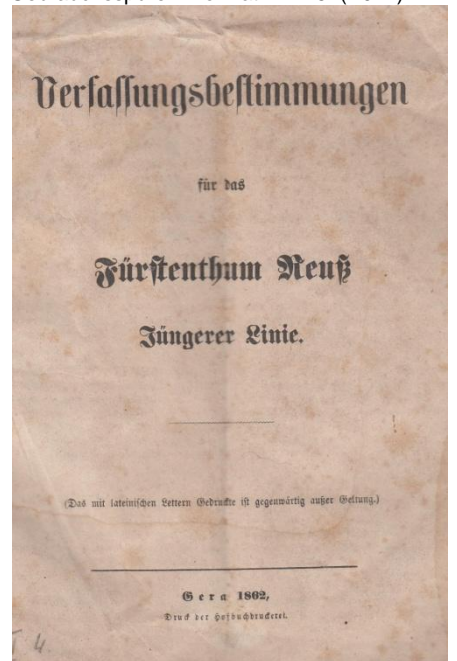 Verfassungsbestimmungen
für das
Fürstenthum Reuß
Jüngerer Linie.
(Das mit lateinischen Lettern Gedruckte ist gegenwärtig außer Geltung.)
Gera 1862,
Druck der Hofbuchdruckerei.
4.